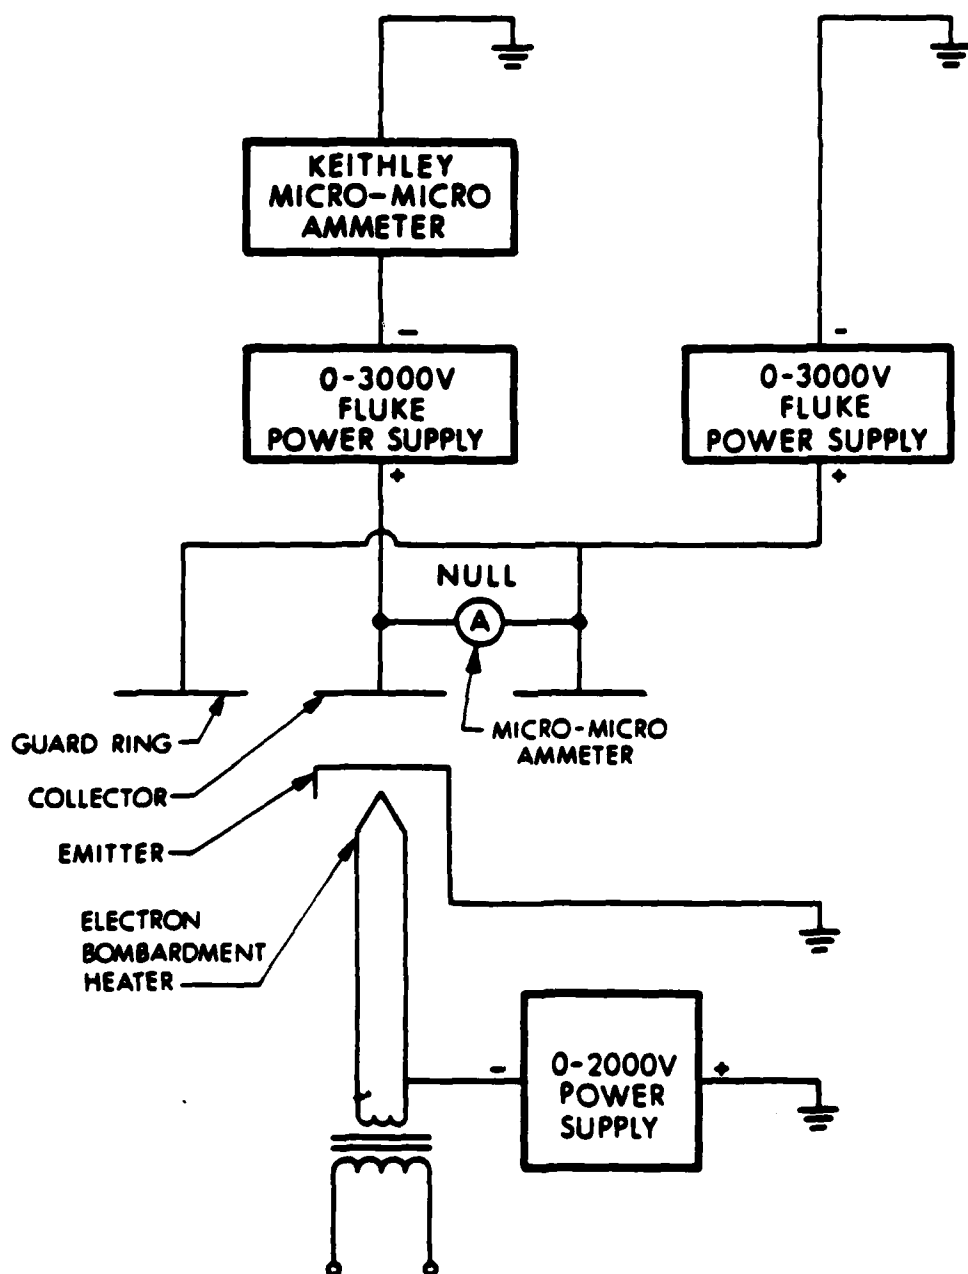 KEITHLEY
MICRO-MICRO
AMMETER
-
0-3000V
FLUKE
POWER SUPPLY
+
-
0-3000V
FLUKE
POWER SUPPLY
+
NULL
A
GUARD RING
MICRO-MICRO
AMMETER
COLLECTOR
EMITTER
ELECTRON
BOMBARDMENT
HEATER
-
0-2000V
POWER
SUPPLY
+